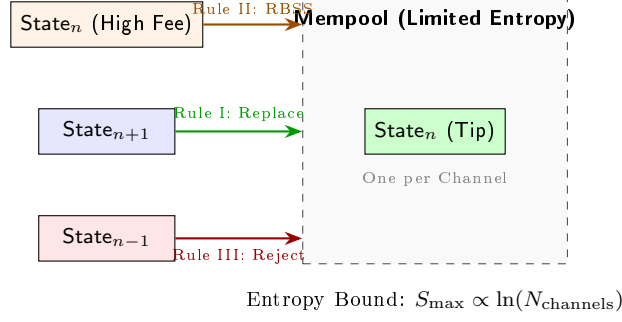 State_n (High Fee)
Rule II: RBSS
Mempool (Limited Entropy)
State_{n+1}
Rule I: Replace
State_n (Tip)
One per Channel
State_{n−1}
Rule III: Reject
Entropy Bound: S_max ∝ ln(N_channels)